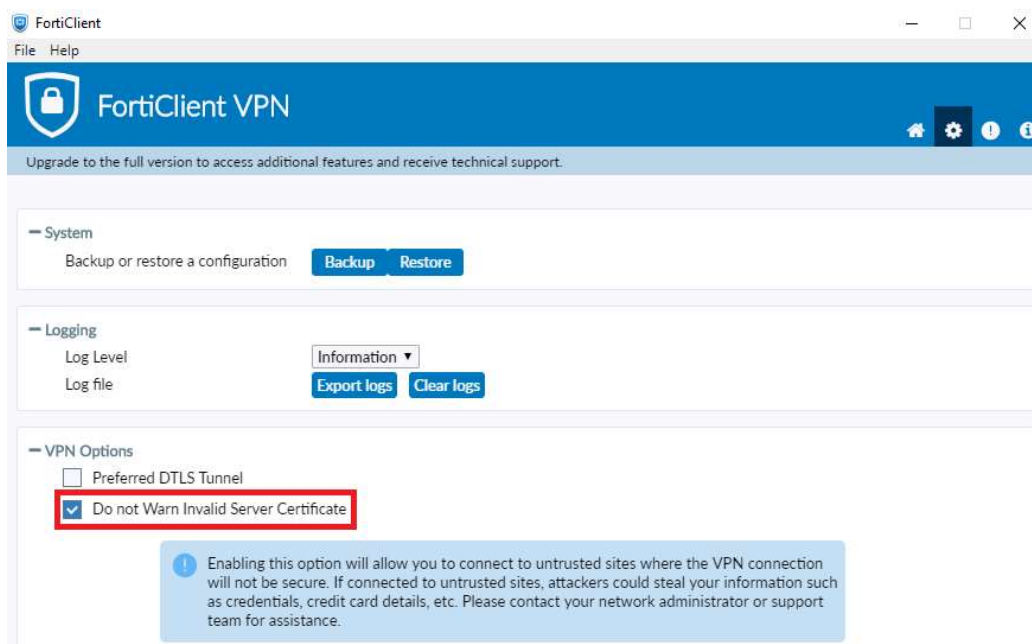 FortiClient
File Help
FortiClient VPN
Upgrade to the full version to access additional features and receive technical support.
System
Backup or restore a configuration Backup Restore
Logging
Log Level Information
Log file Export logs Clear logs
VPN Options
Preferred DTLS Tunnel
Do not Warn Invalid Server Certificate
Enabling this option will allow you to connect to untrusted sites where the VPN connection
will not be secure. If connected to untrusted sites, attackers could steal your information such
as credentials, credit card details, etc. Please contact your network administrator or support
team for assistance.